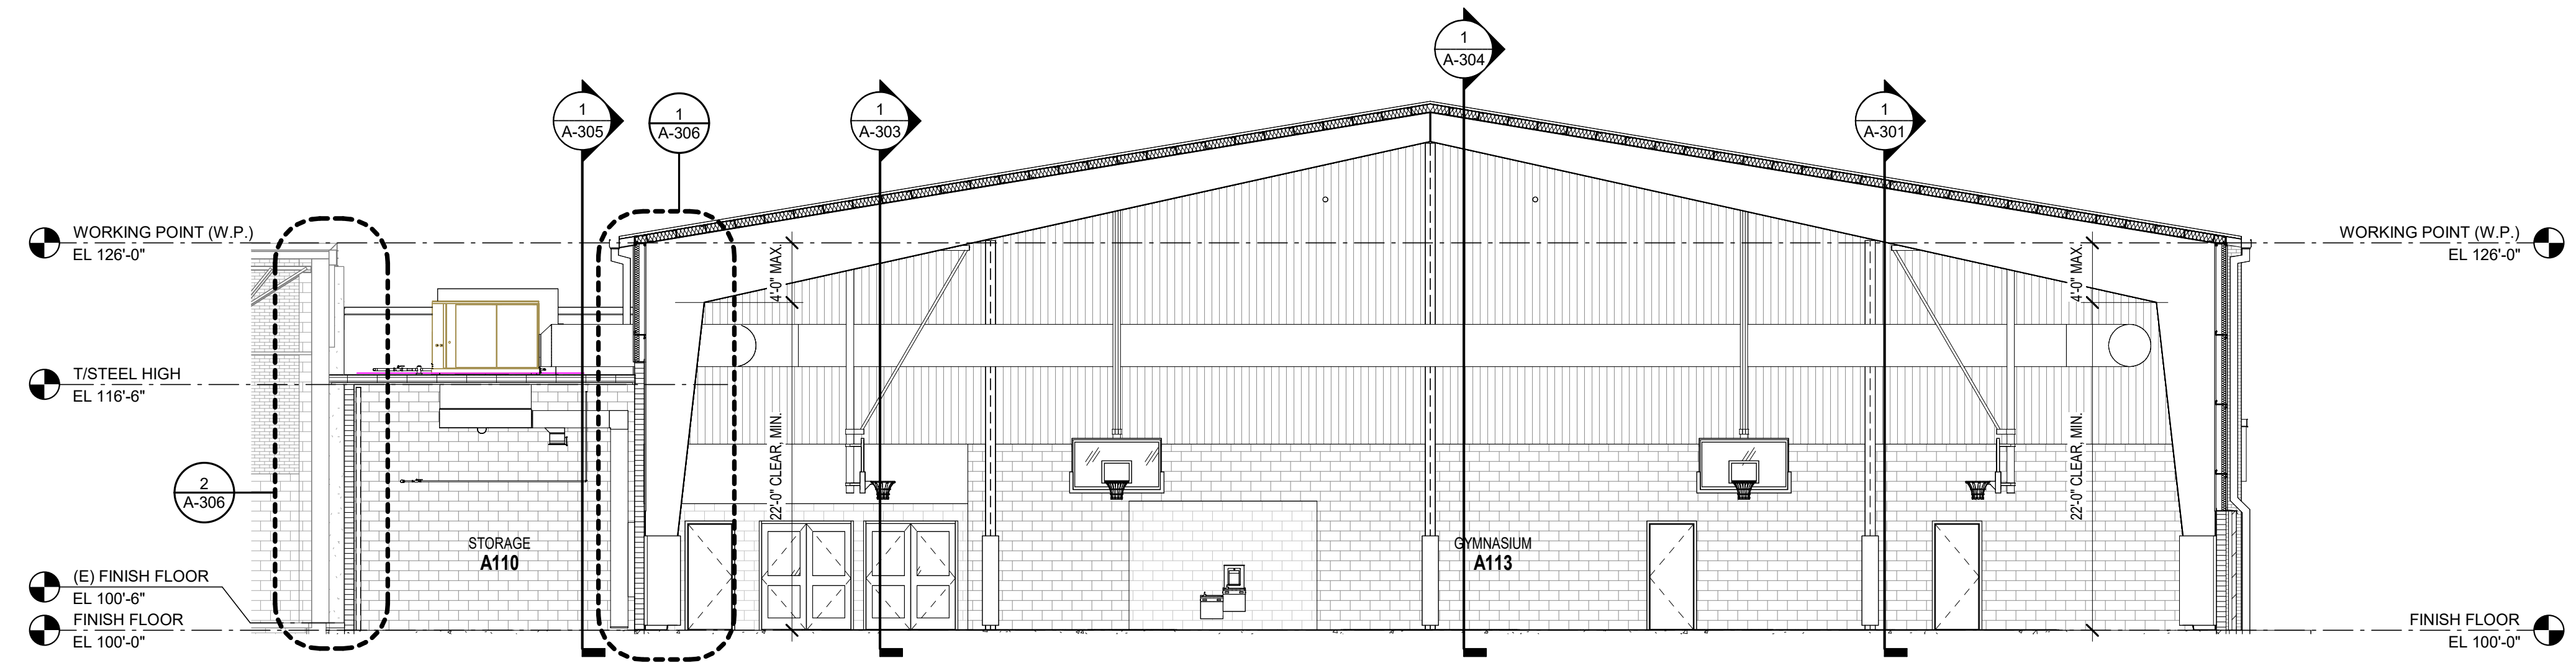 1
A-304
1
A-305
1
A-306
1
A-303
1
A-301
WORKING POINT (W.P.)
EL 126'-0"
WORKING POINT (W.P.)
EL 126'-0"
4'-0" MAX.
4'-0" MAX.
T/STEEL HIGH
EL 116'-6"
22'-0" CLEAR, MIN.
22'-0" CLEAR, MIN.
2
A-306
STORAGE
A110
GYMNASIUM
A113
(E) FINISH FLOOR
EL 100'-6"
FINISH FLOOR
EL 100'-0"
FINISH FLOOR
EL 100'-0"